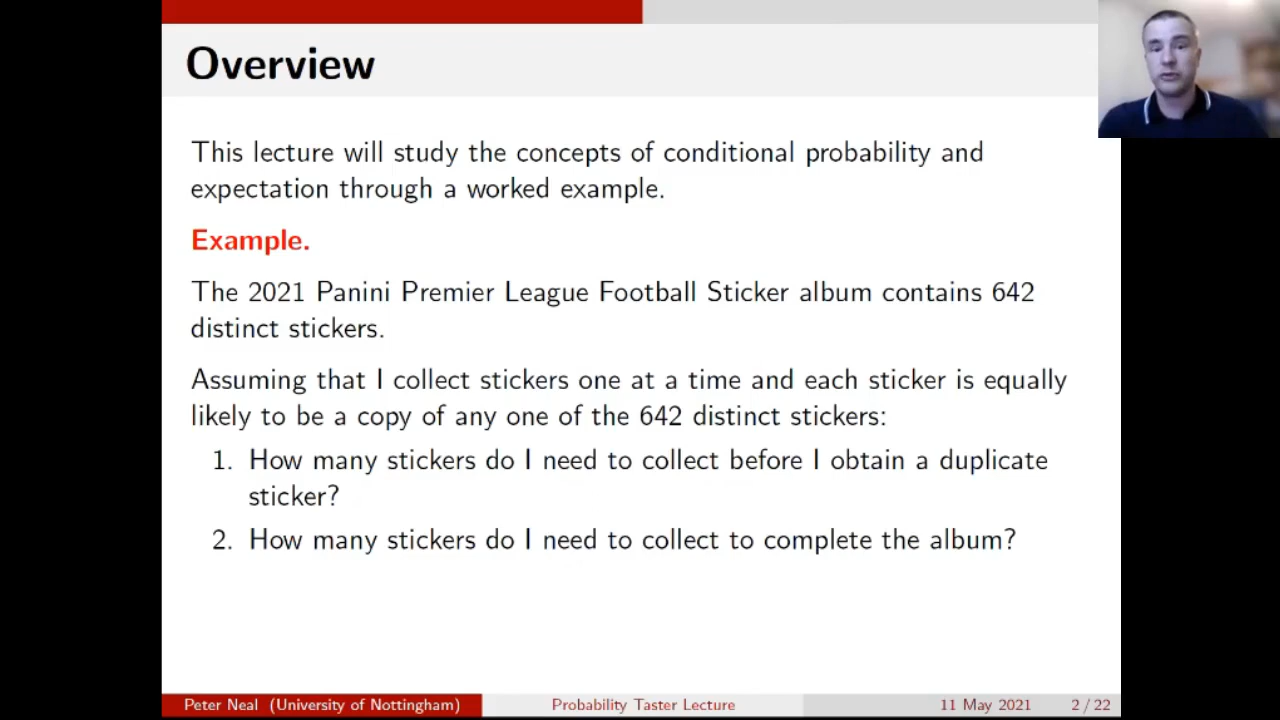 Overview
This lecture will study the concepts of conditional probability and
expectation through a worked example.
Example.
The 2021 Panini Premier League Football Sticker album contains 642
distinct stickers.
Assuming that I collect stickers one at a time and each sticker is equally
likely to be a copy of any one of the 642 distinct stickers:
1. How many stickers do I need to collect before I obtain a duplicate
sticker?
2. How many stickers do I need to collect to complete the album?
Peter Neal (University of Nottingham) Probability Taster Lecture 11 May 2021 2 / 22